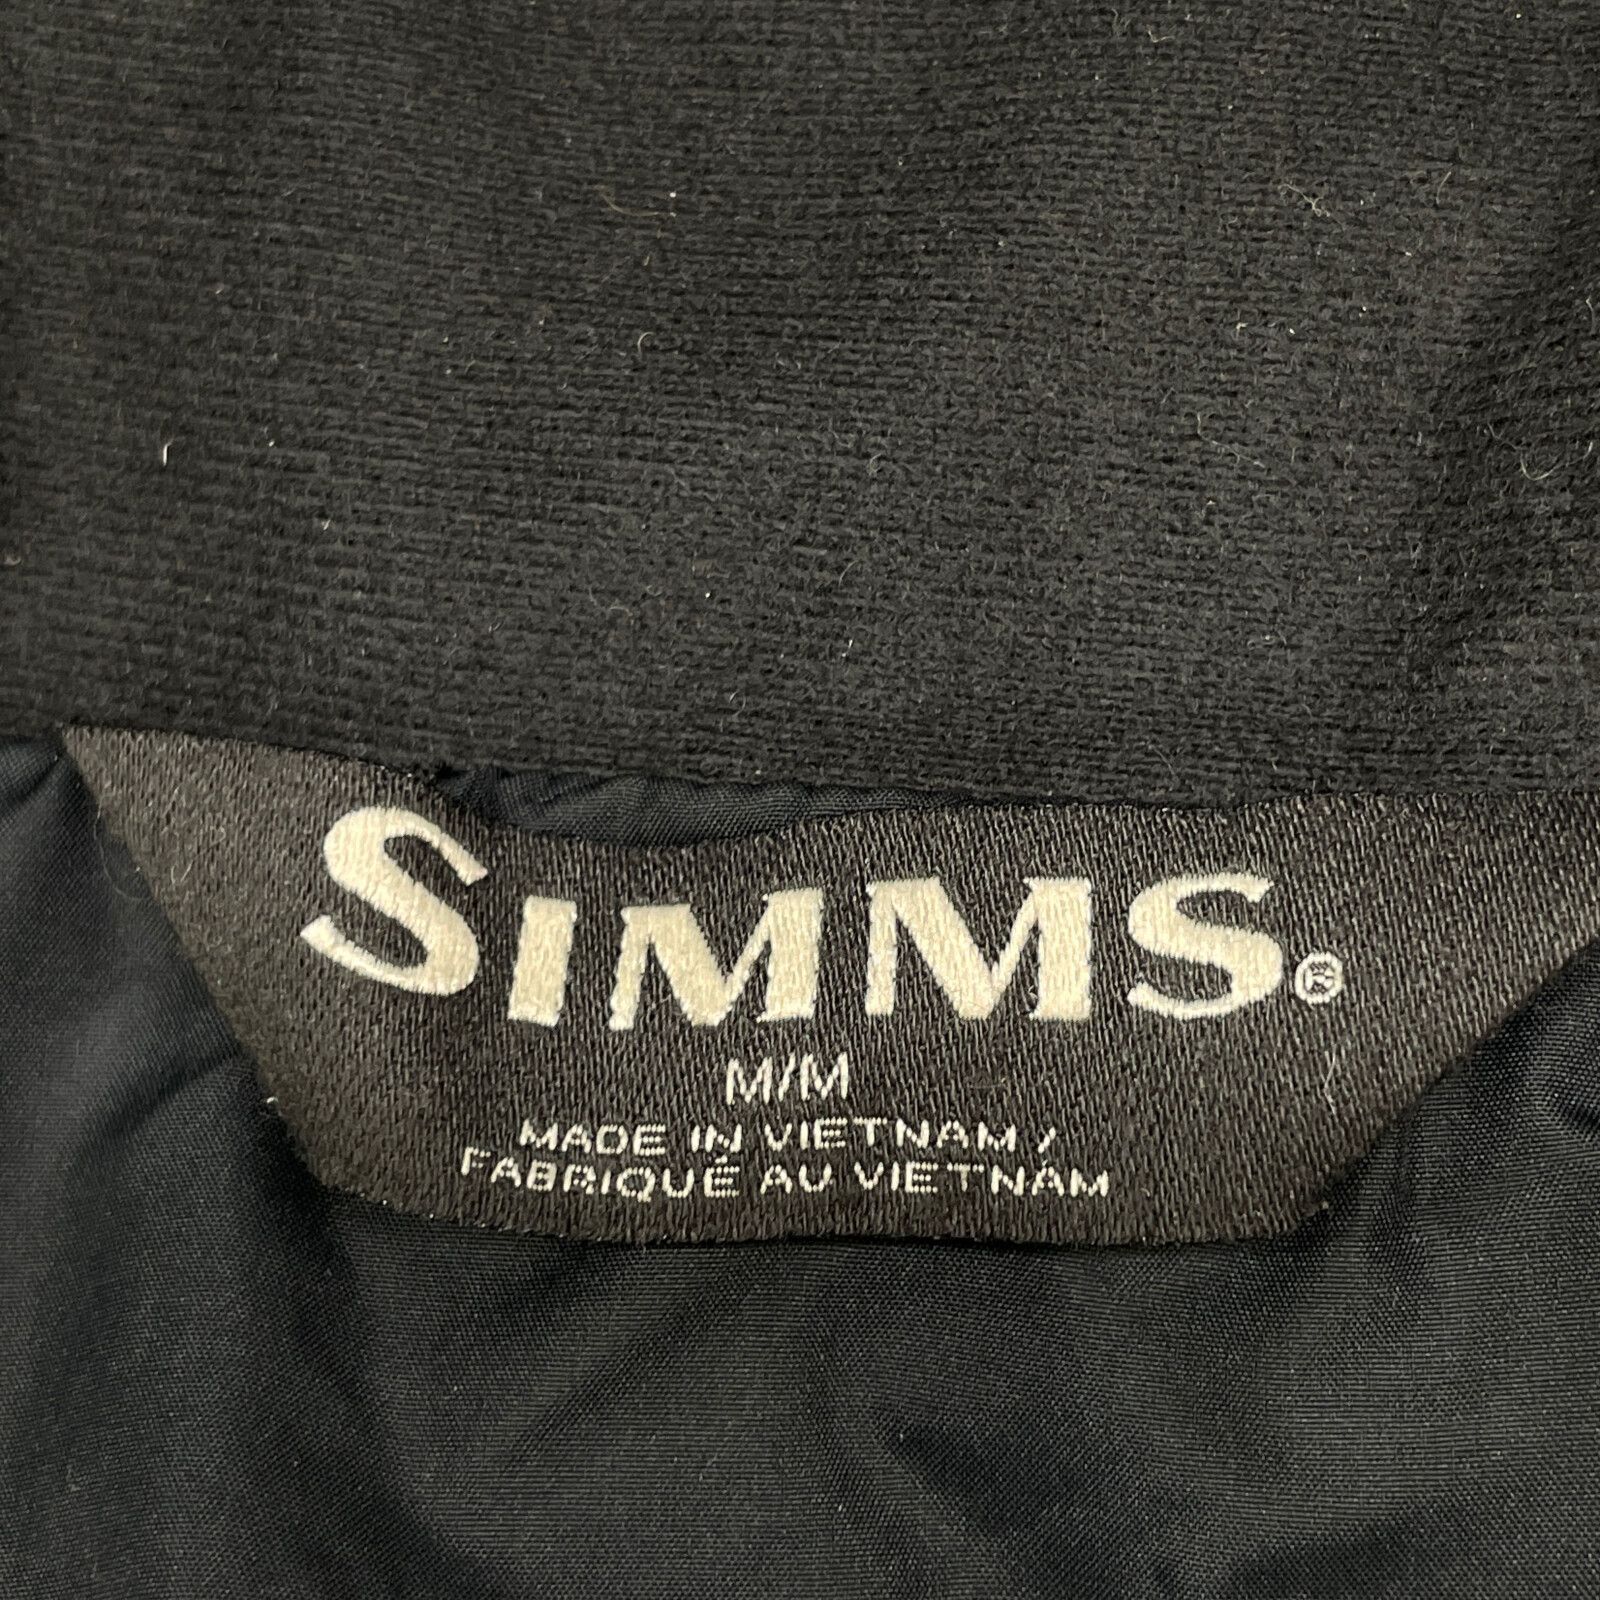 SIMMS®
M/M
MADE IN VIETNAM /
FABRIQUÉ AU VIETNAM